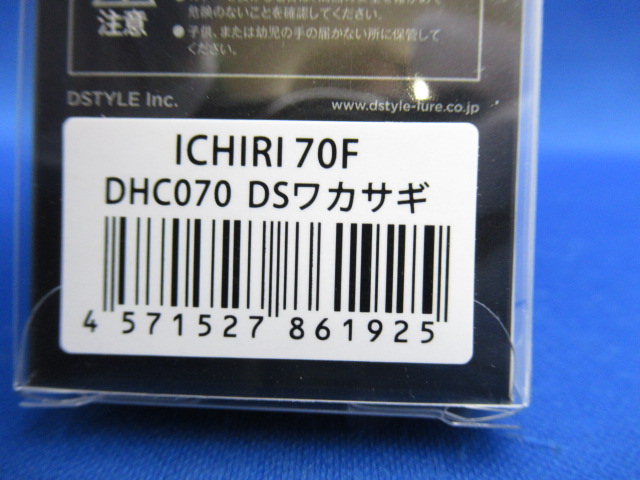 注意
危険のないことを確認してください。
●子供、または幼児の手の届かない所に保管して
ください。
DSTYLE Inc.
www.dstyle-lure.co.jp
ICHIRI 70F
DHC070 DSワカサギ
4 571527 861925